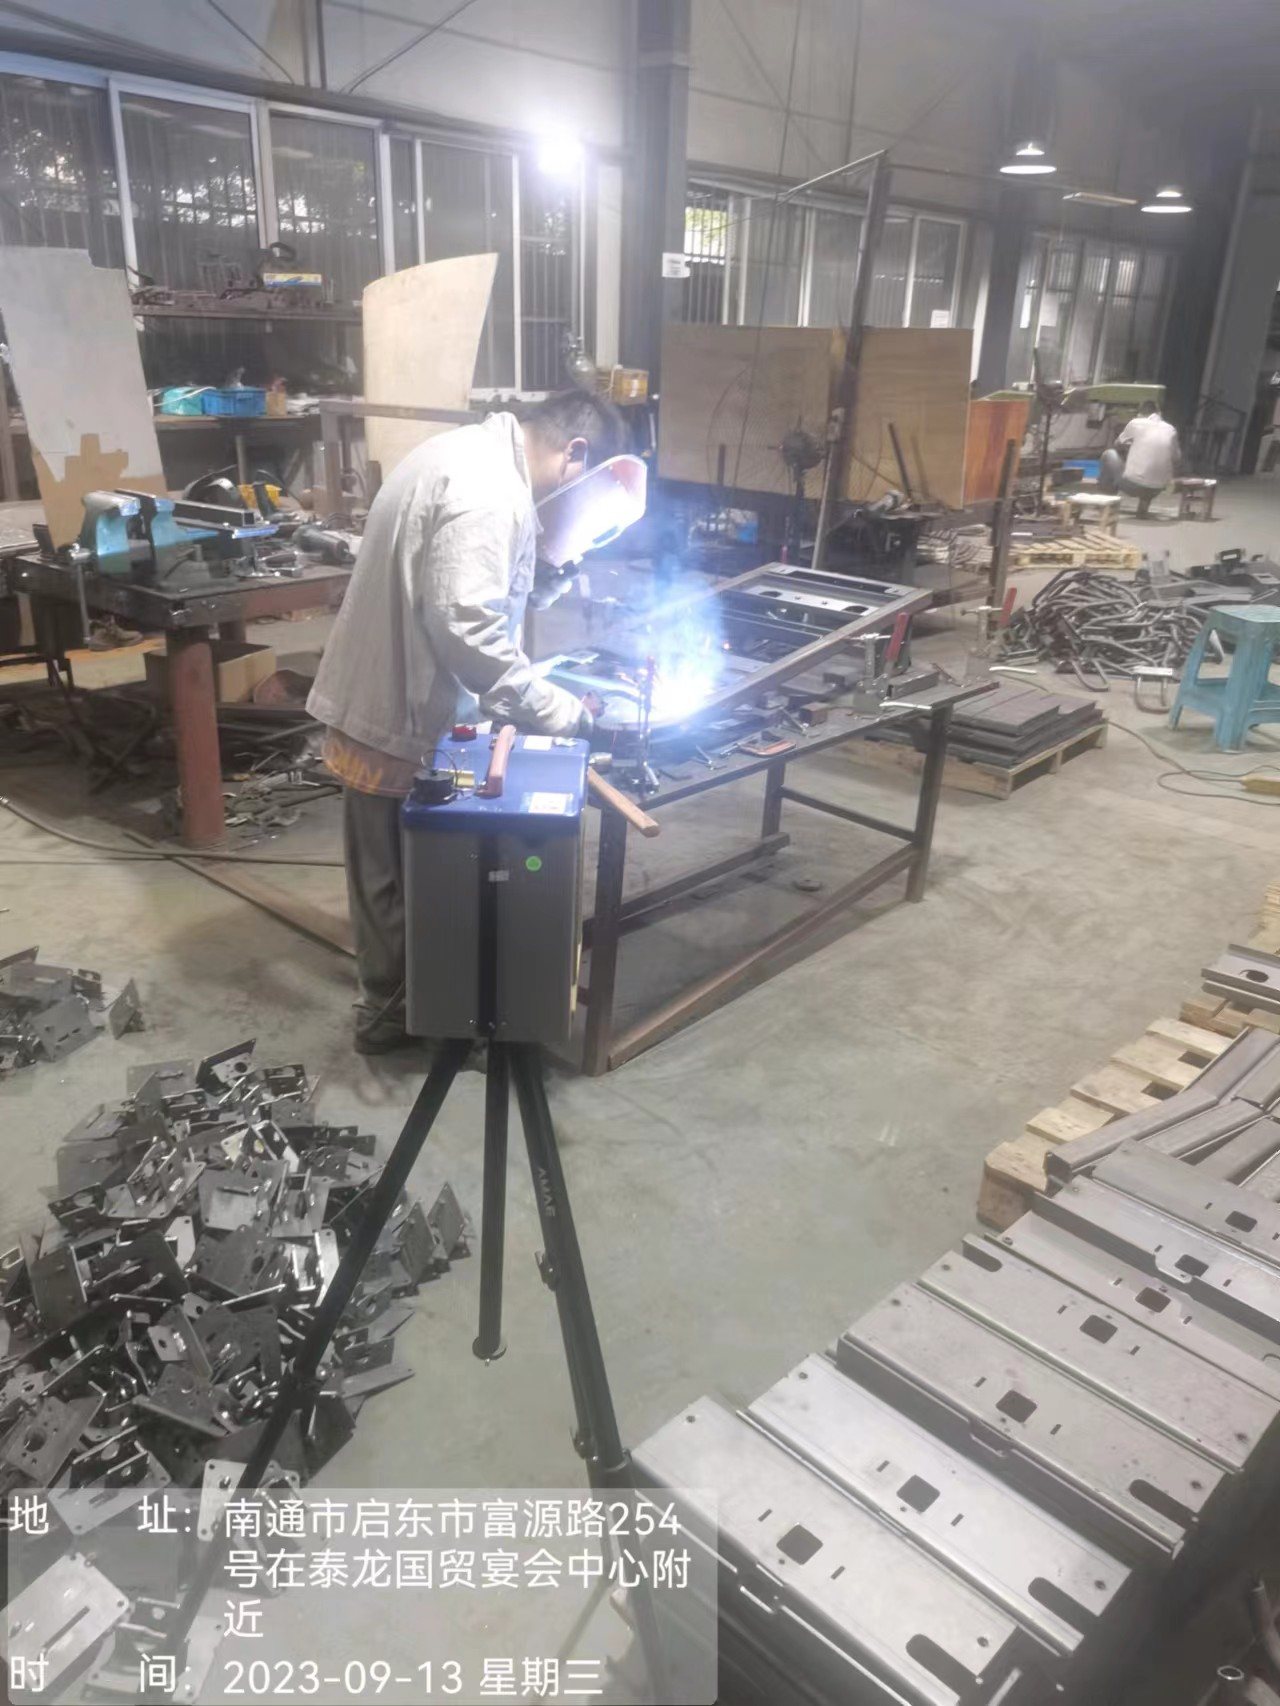 AMAE
地 址: 南通市启东市富源路254
号在泰龙国贸宴会中心附
近
时 间: 2023-09-13 星期三